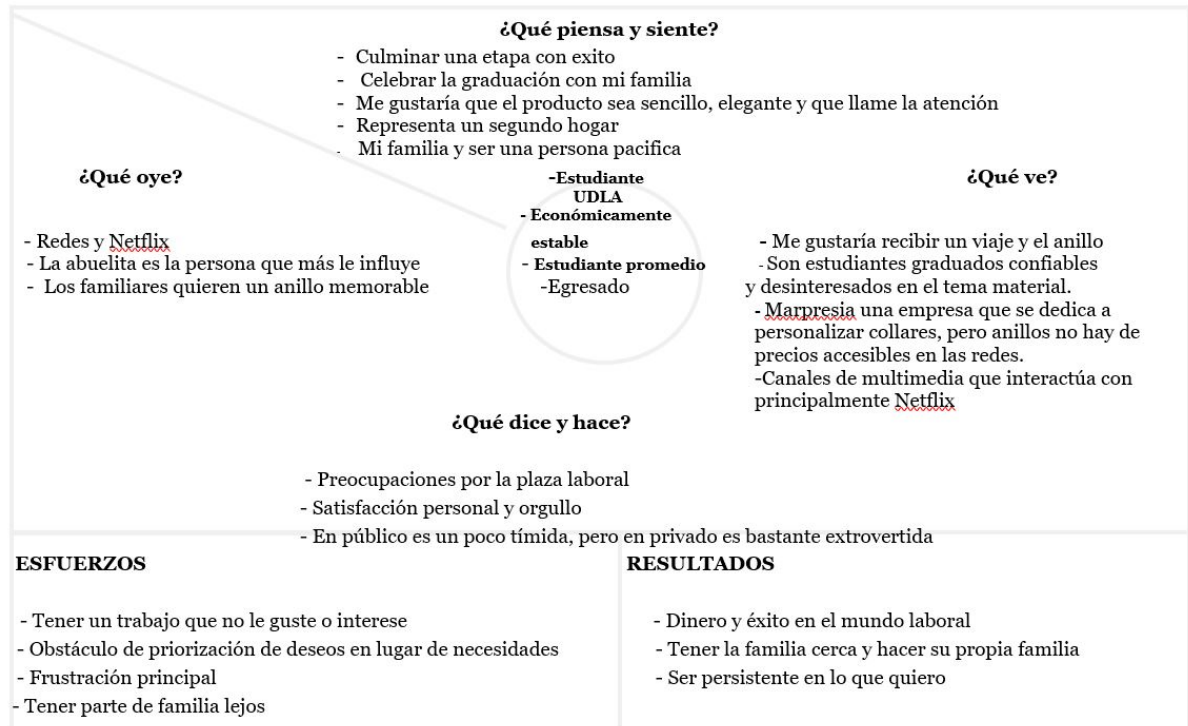 ¿Qué piensa y siente?
- Culminar una etapa con exito
- Celebrar la graduación con mi familia
- Me gustaría que el producto sea sencillo, elegante y que llame la atención
- Representa un segundo hogar
- Mi familia y ser una persona pacifica
¿Qué oye?
- Redes y Netflix
- La abuelita es la persona que más le influye
- Los familiares quieren un anillo memorable
-Estudiante
UDLA
- Económicamente
estable
- Estudiante promedio
-Egresado
¿Qué ve?
- Me gustaría recibir un viaje y el anillo
-Son estudiantes graduados confiables
y desinteresados en el tema material.
- Marpresia una empresa que se dedica a
personalizar collares, pero anillos no hay de
precios accesibles en las redes.
-Canales de multimedia que interactúa con
principalmente Netflix
¿Qué dice y hace?
- Preocupaciones por la plaza laboral
- Satisfacción personal y orgullo
- En público es un poco tímida, pero en privado es bastante extrovertida
ESFUERZOS
- Tener un trabajo que no le guste o interese
- Obstáculo de priorización de deseos en lugar de necesidades
- Frustración principal
- Tener parte de familia lejos
RESULTADOS
- Dinero y éxito en el mundo laboral
- Tener la familia cerca y hacer su propia familia
- Ser persistente en lo que quiero